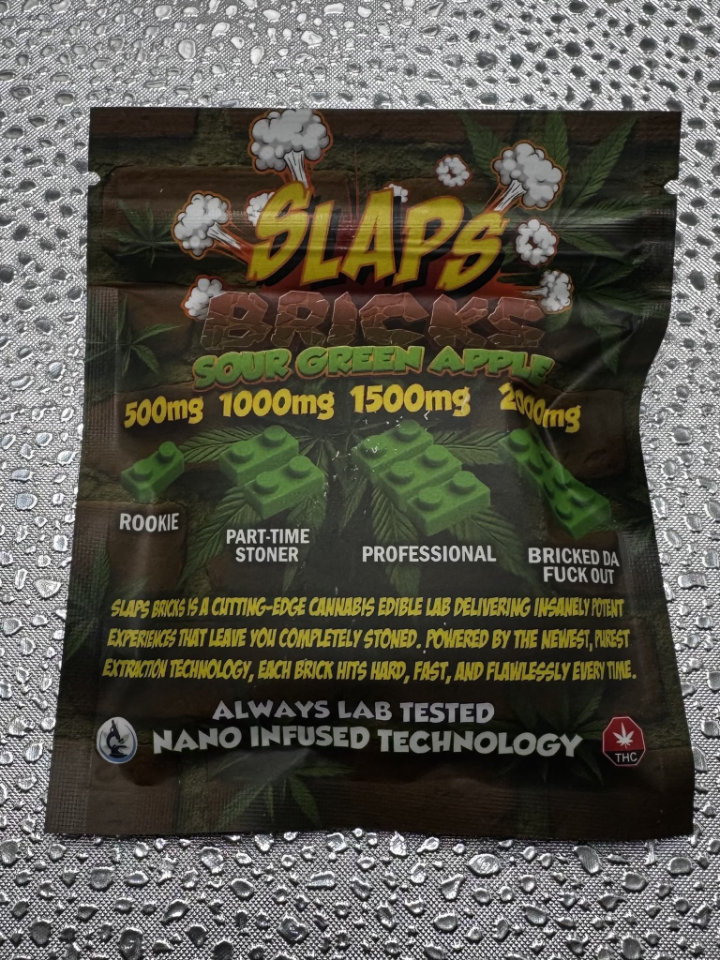 SLAPS
BRICKS
SOUR GREEN APPLE
500mg 1000mg 1500mg 2000mg
ROOKIE
PART-TIME
STONER
PROFESSIONAL
BRICKED DA
FUCK OUT
SLAPS BRICKS IS A CUTTING-EDGE CANNABIS EDIBLE LAB DELIVERING INSANELY POTENT
EXPERIENCES THAT LEAVE YOU COMPLETELY STONED. POWERED BY THE NEWEST, PUREST
EXTRACTION TECHNOLOGY, EACH BRICK HITS HARD, FAST, AND FLAWLESSLY EVERY TIME.
ALWAYS LAB TESTED
NANO INFUSED TECHNOLOGY
THC